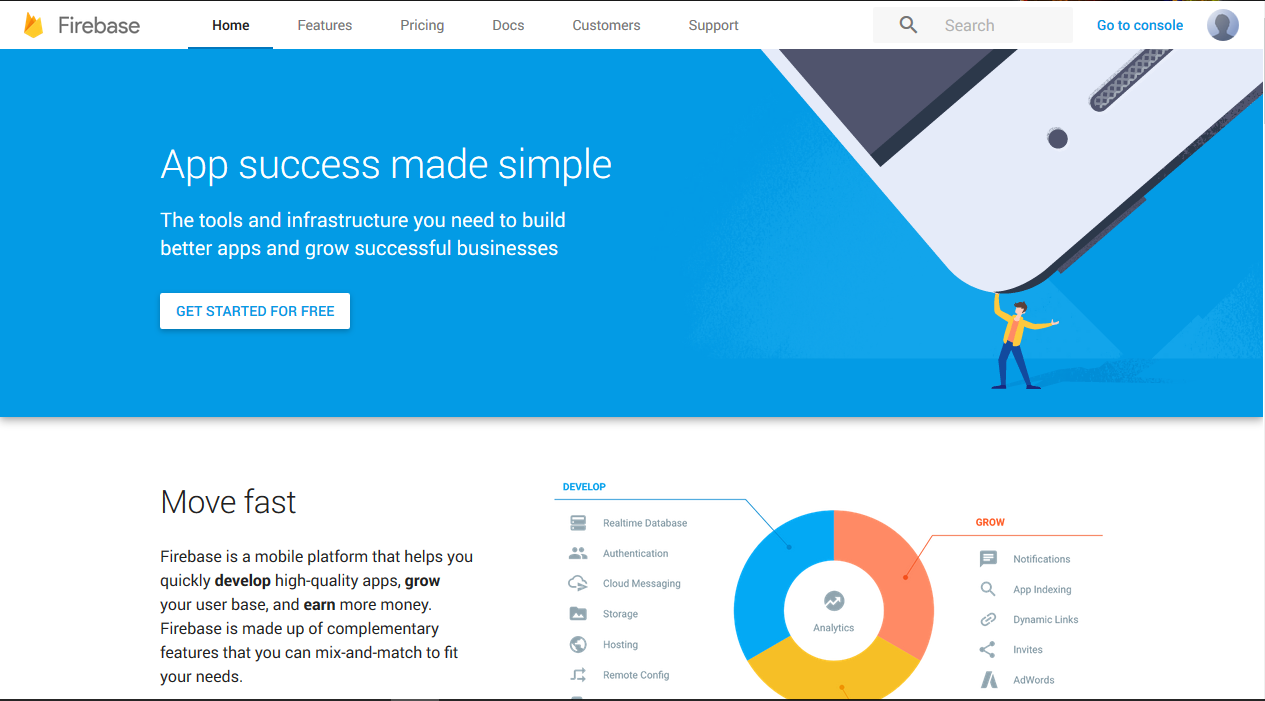 Firebase
Home
Features
Pricing
Docs
Customers
Support
Search
Go to console
App success made simple
The tools and infrastructure you need to build
better apps and grow successful businesses
GET STARTED FOR FREE
Move fast
Firebase is a mobile platform that helps you
quickly develop high-quality apps, grow
your user base, and earn more money.
Firebase is made up of complementary
features that you can mix-and-match to fit
your needs.
DEVELOP
Realtime Database
Authentication
Cloud Messaging
Storage
Hosting
Remote Config
Analytics
GROW
Notifications
App Indexing
Dynamic Links
Invites
AdWords